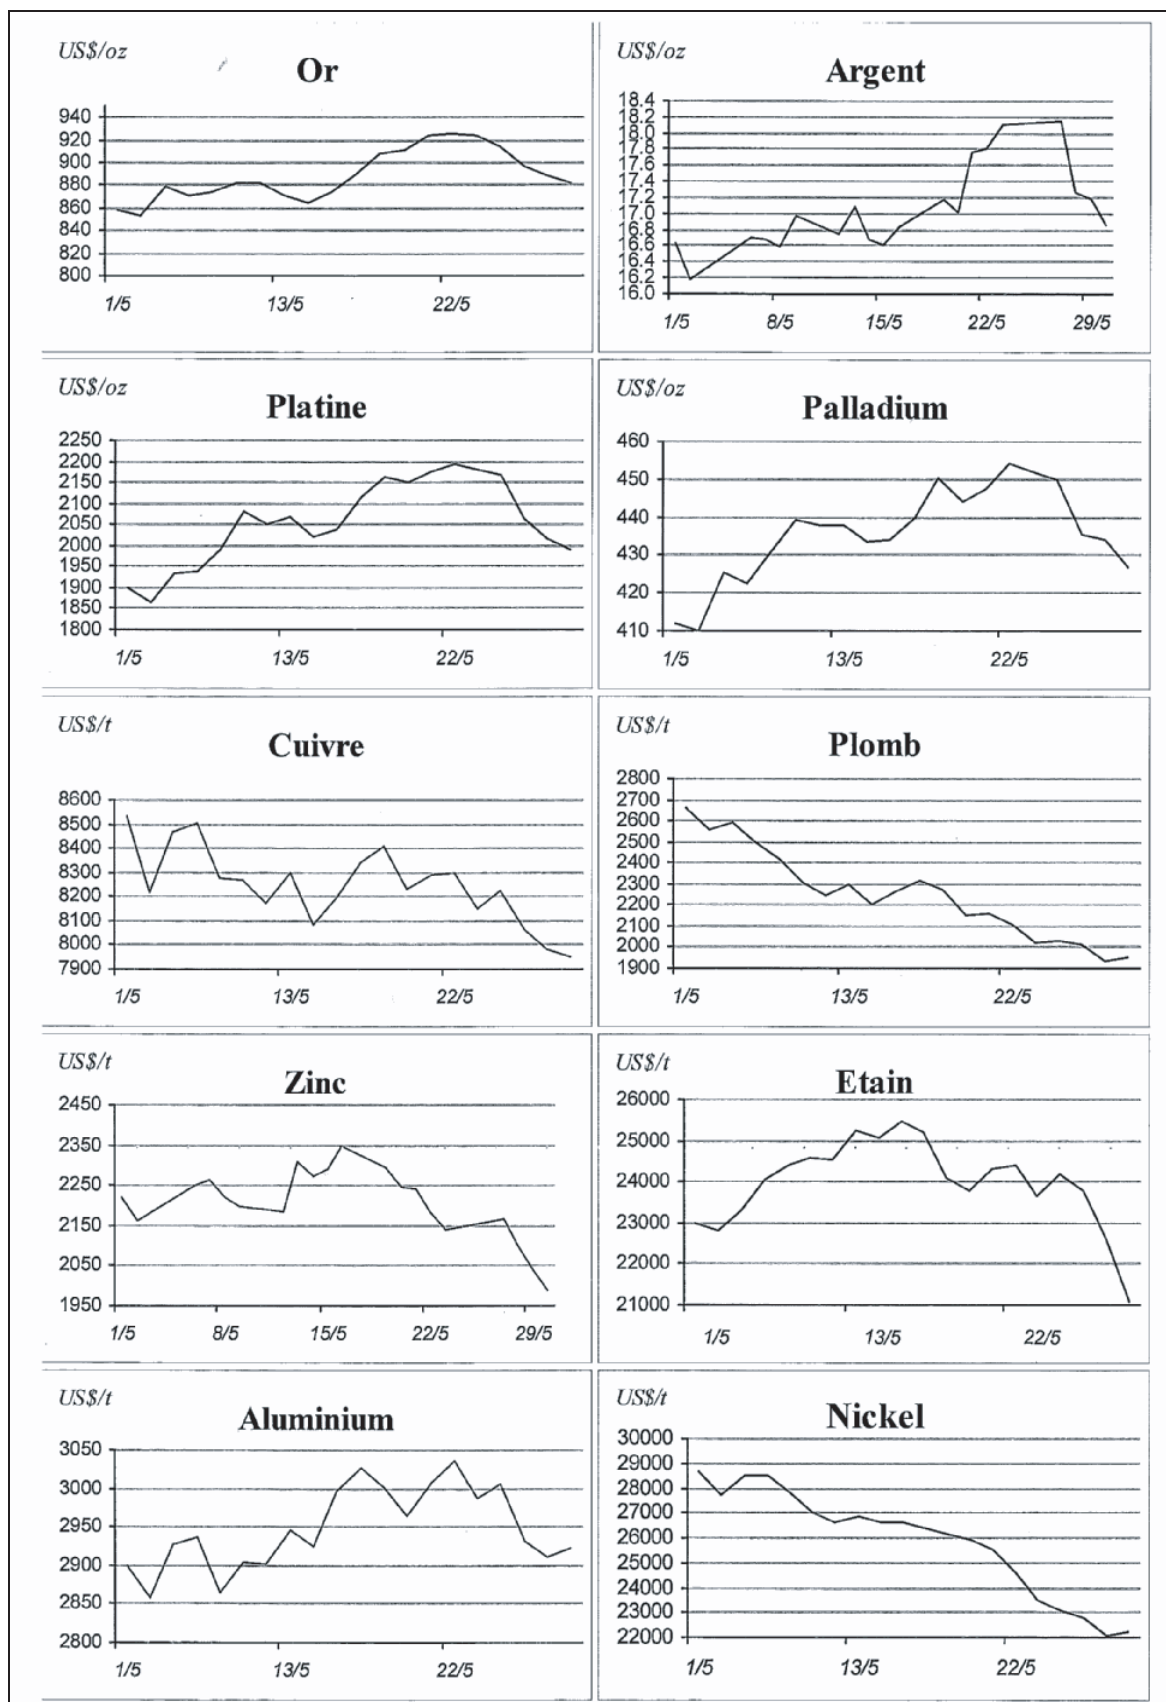 US$/oz
Or
940
920
900
880
860
840
820
800
1/5 13/5 22/5
US$/oz
Argent
18.4
18.2
18.0
17.8
17.6
17.4
17.2
17.0
16.8
16.6
16.4
16.2
16.0
1/5 8/5 15/5 22/5 29/5
US$/oz
Platine
2250
2200
2150
2100
2050
2000
1950
1900
1850
1800
1/5 13/5 22/5
US$/oz
Palladium
460
450
440
430
420
410
1/5 13/5 22/5
US$/t
Cuivre
8600
8500
8400
8300
8200
8100
8000
7900
1/5 13/5 22/5
US$/t
Plomb
2800
2700
2600
2500
2400
2300
2200
2100
2000
1900
1/5 13/5 22/5
US$/t
Zinc
2450
2350
2250
2150
2050
1950
1/5 8/5 15/5 22/5 29/5
US$/t
Etain
26000
25000
24000
23000
22000
21000
1/5 13/5 22/5
US$/t
Aluminium
3050
3000
2950
2900
2850
2800
1/5 13/5 22/5
US$/t
Nickel
30000
29000
28000
27000
26000
25000
24000
23000
22000
1/5 13/5 22/5